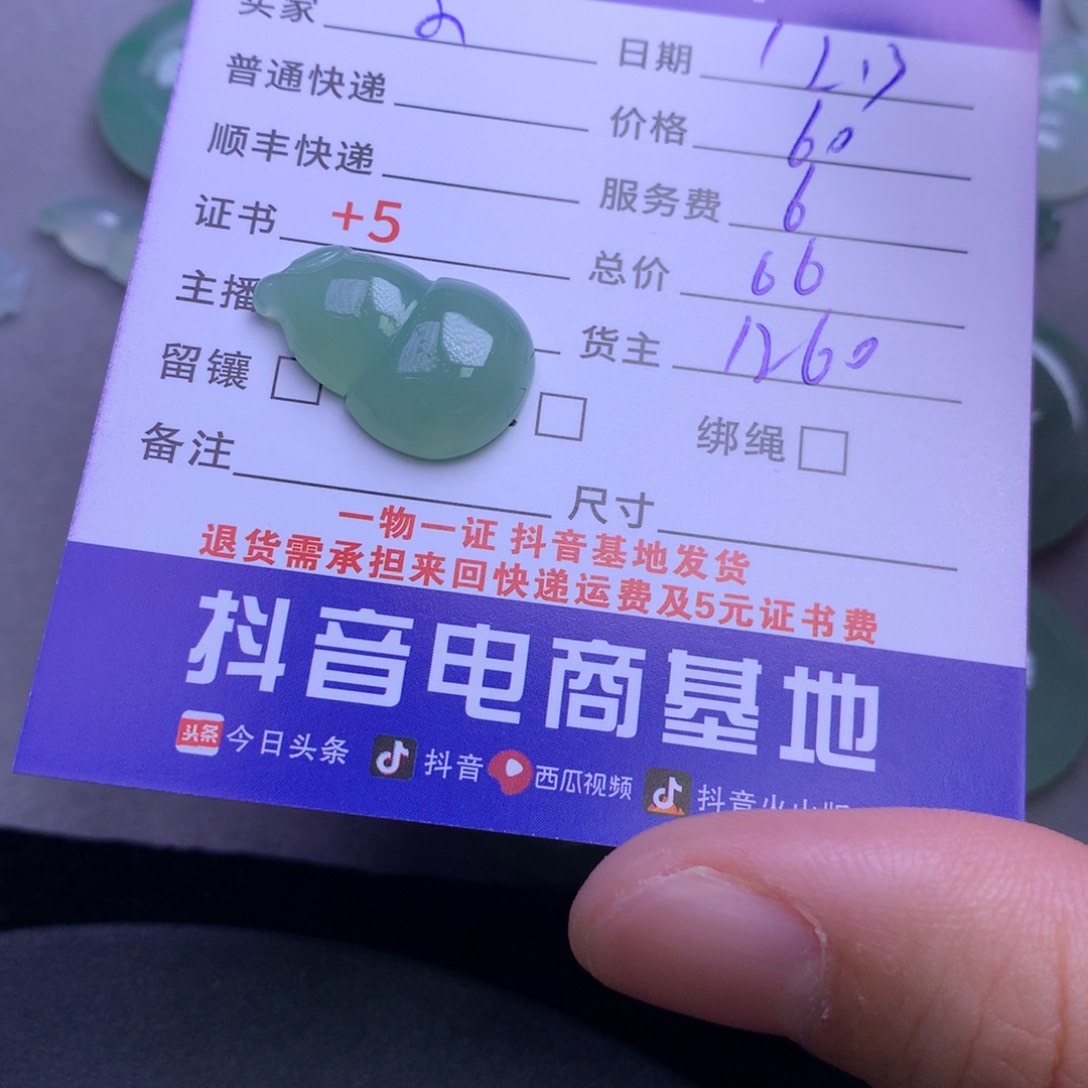 买家 2 日期 12.17
普通快递 价格 60
顺丰快递 服务费 6
证书 +5 总价 66
主播 货主 1260
留镶 绑绳
备注 尺寸
一物一证 抖音基地发货
退货需承担来回快递运费及5元证书费
抖音电商基地
头条 今日头条 抖音 西瓜视频 抖音火山版